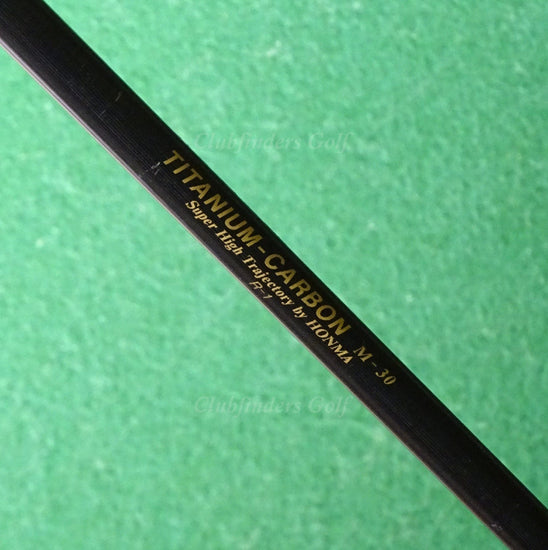 Clubfinders Golf
TITANIUM-CARBON M-30
Super High Trajectory by HONMA
R-1
Clubfinders Golf